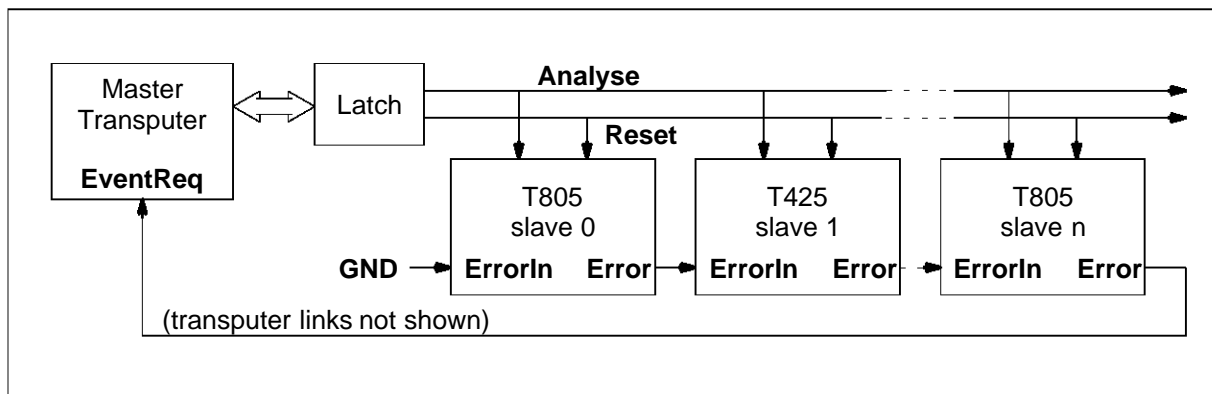 Analyse
Master
Transputer
Latch
Reset
EventReq
T805
slave 0
T425
slave 1
T805
slave n
GND
ErrorIn Error
ErrorIn Error
ErrorIn Error
(transputer links not shown)